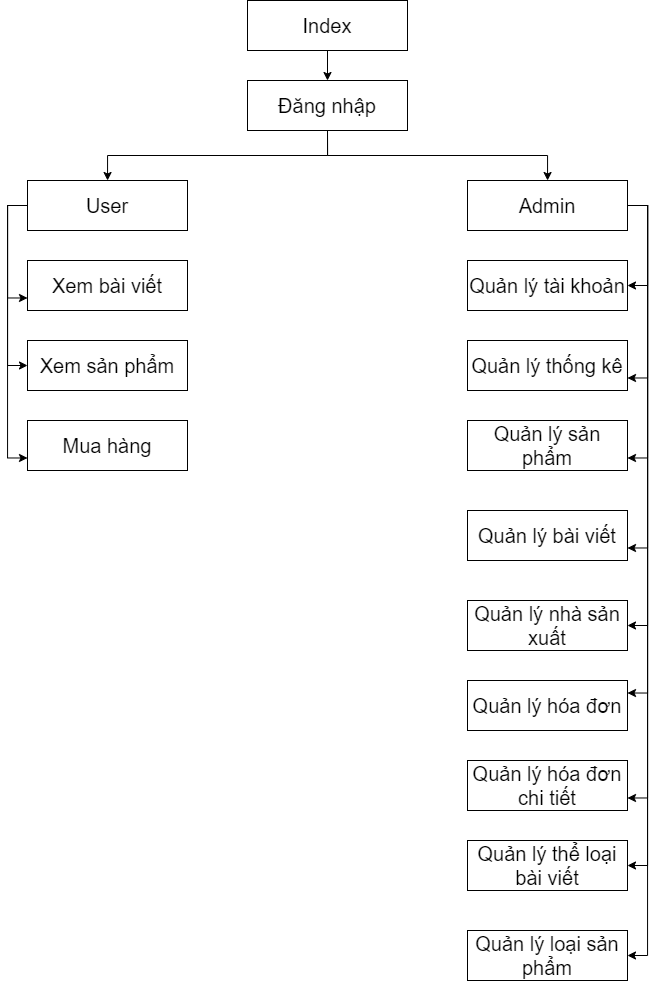 Index
Đăng nhập
User
Admin
Xem bài viết
Quản lý tài khoản
Xem sản phẩm
Quản lý thống kê
Mua hàng
Quản lý sản
phẩm
Quản lý bài viết
Quản lý nhà sản
xuất
Quản lý hóa đơn
Quản lý hóa đơn
chi tiết
Quản lý thể loại
bài viết
Quản lý loại sản
phẩm